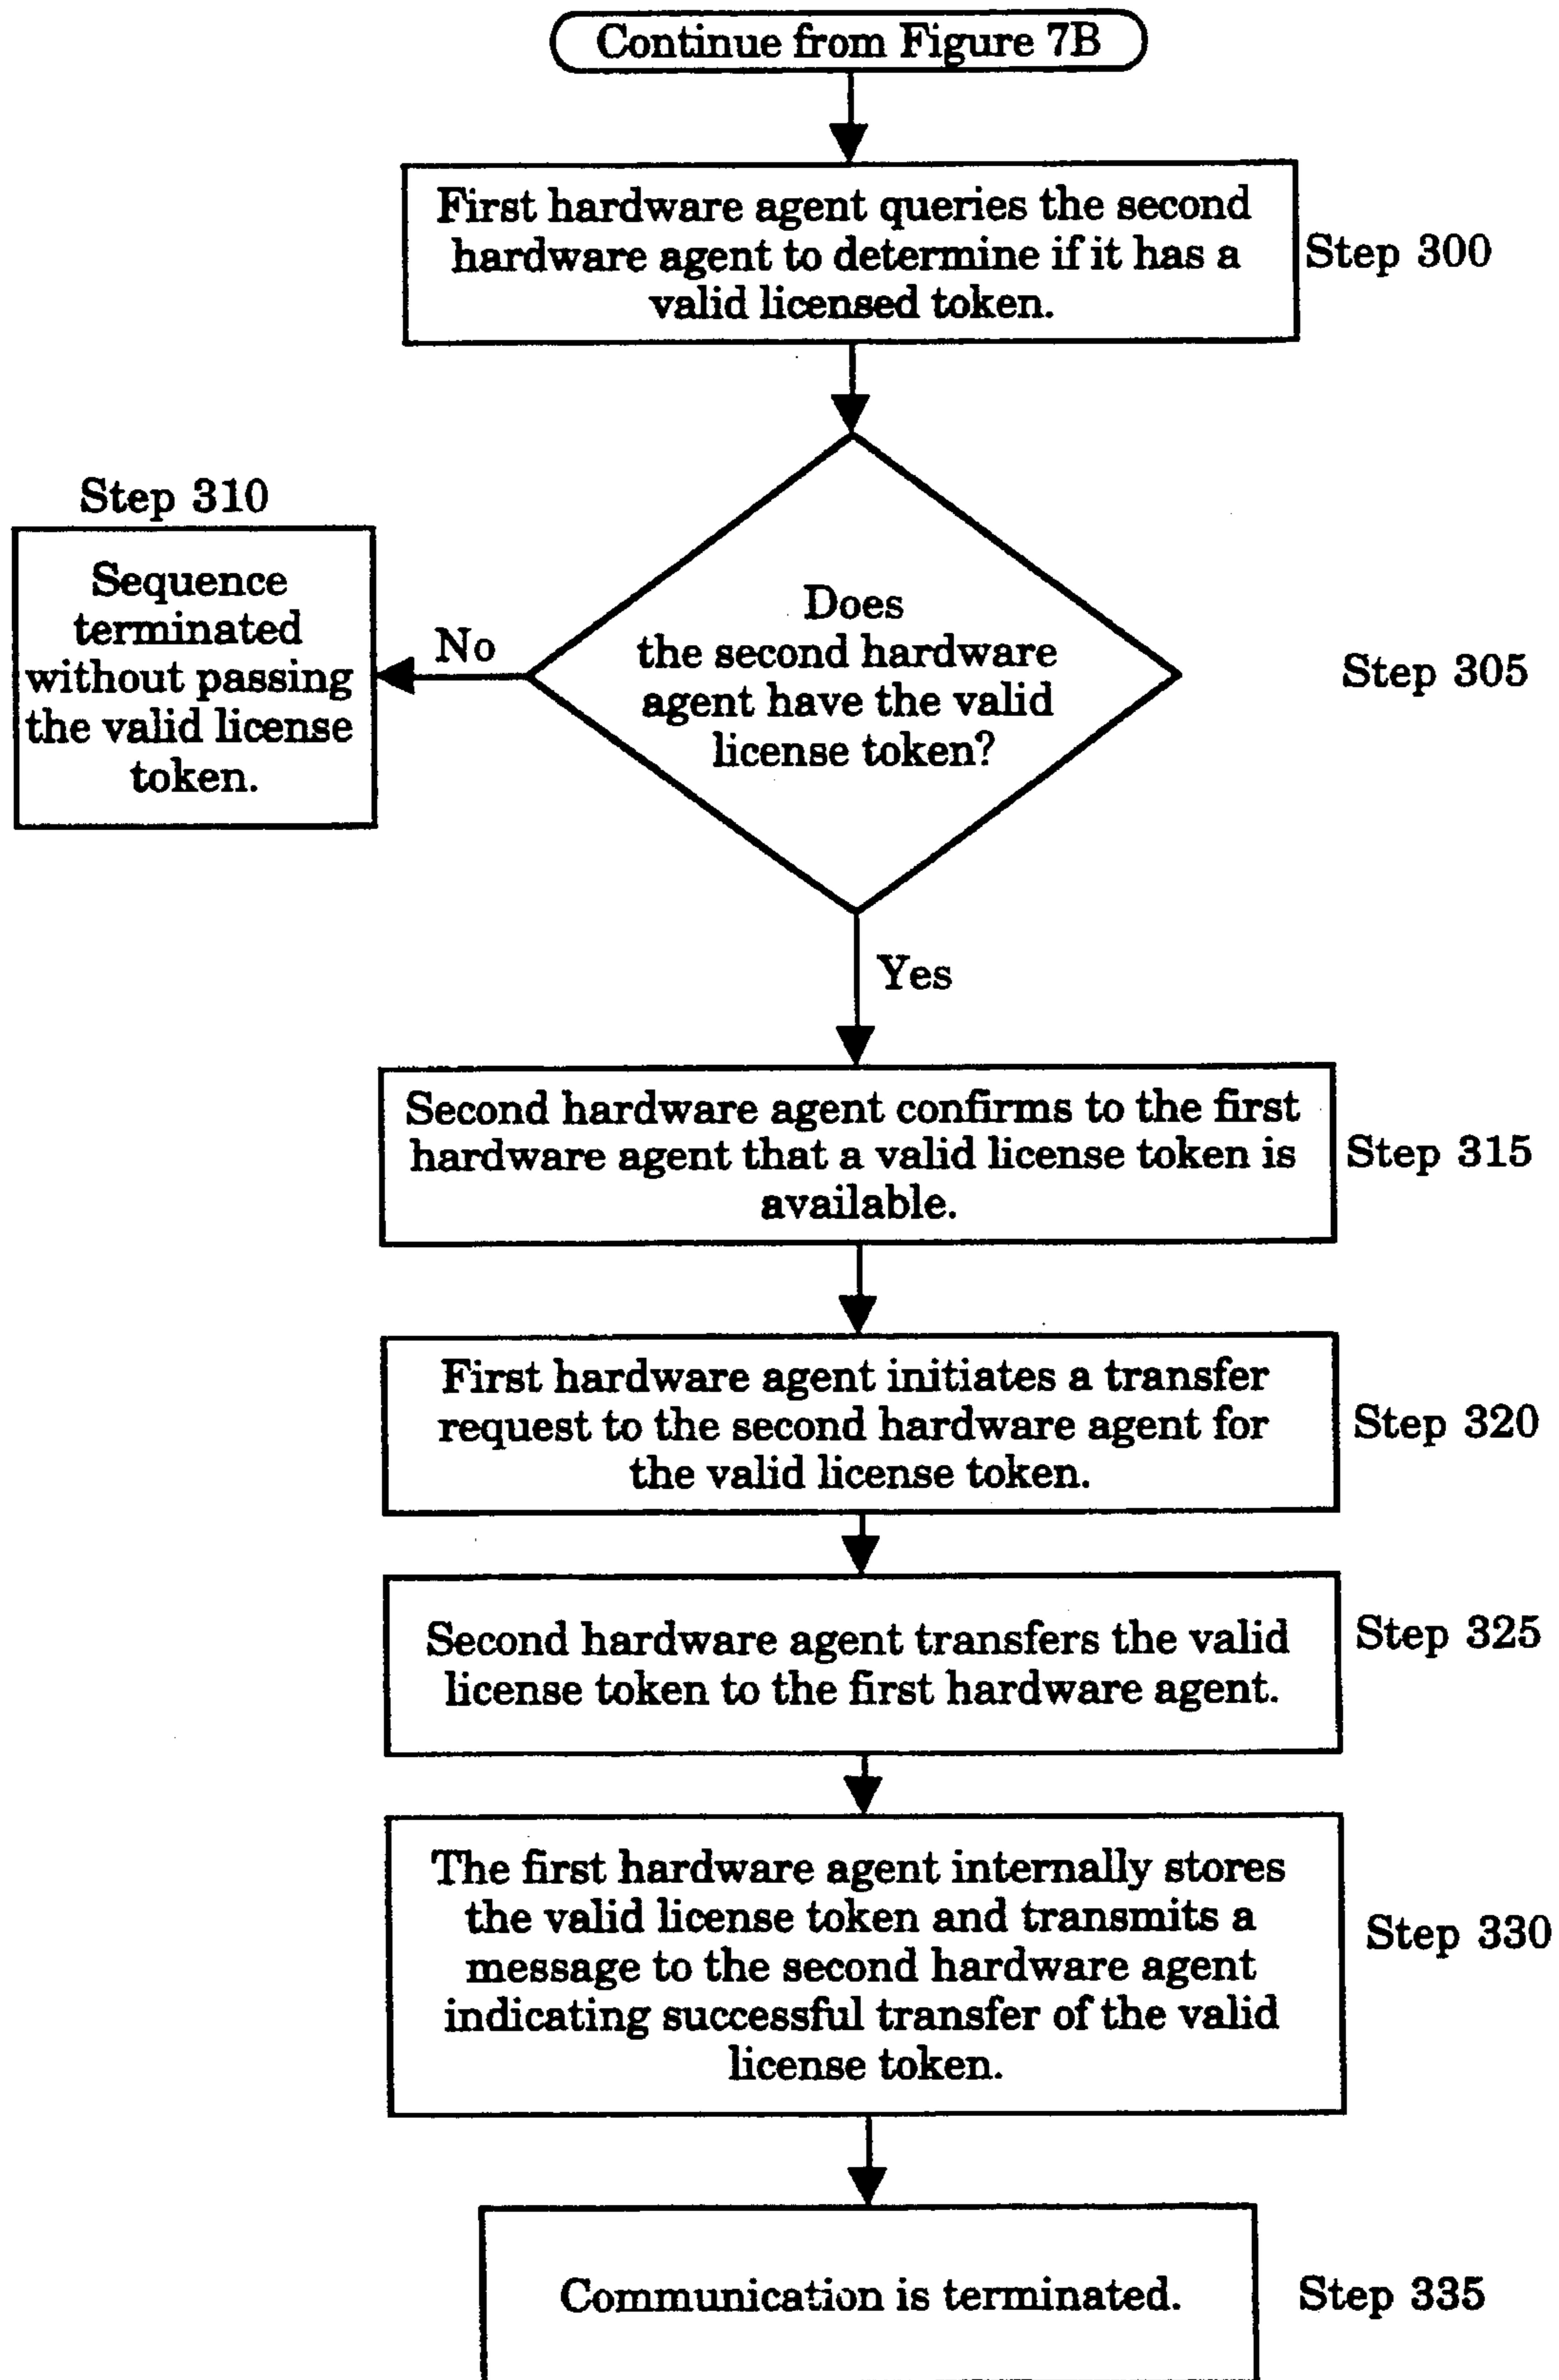 Continue from Figure 7B
First hardware agent queries the second
hardware agent to determine if it has a
valid licensed token.
Step 300
Step 310
Sequence
terminated
without passing
the valid license
token.
No
Does
the second hardware
agent have the valid
license token?
Step 305
Yes
Second hardware agent confirms to the first
hardware agent that a valid license token is
available.
Step 315
First hardware agent initiates a transfer
request to the second hardware agent for
the valid license token.
Step 320
Second hardware agent transfers the valid
license token to the first hardware agent.
Step 325
The first hardware agent internally stores
the valid license token and transmits a
message to the second hardware agent
indicating successful transfer of the valid
license token.
Step 330
Communication is terminated.
Step 335